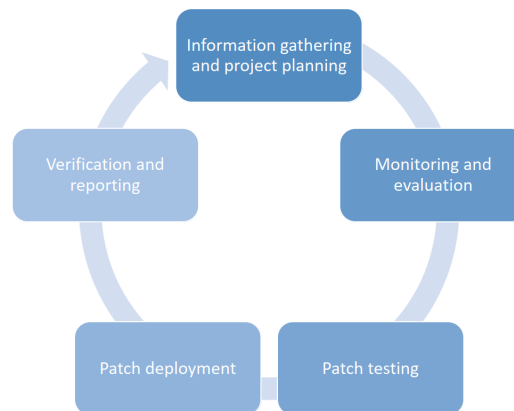 Information gathering
and project planning
Monitoring and
evaluation
Patch testing
Patch deployment
Verification and
reporting